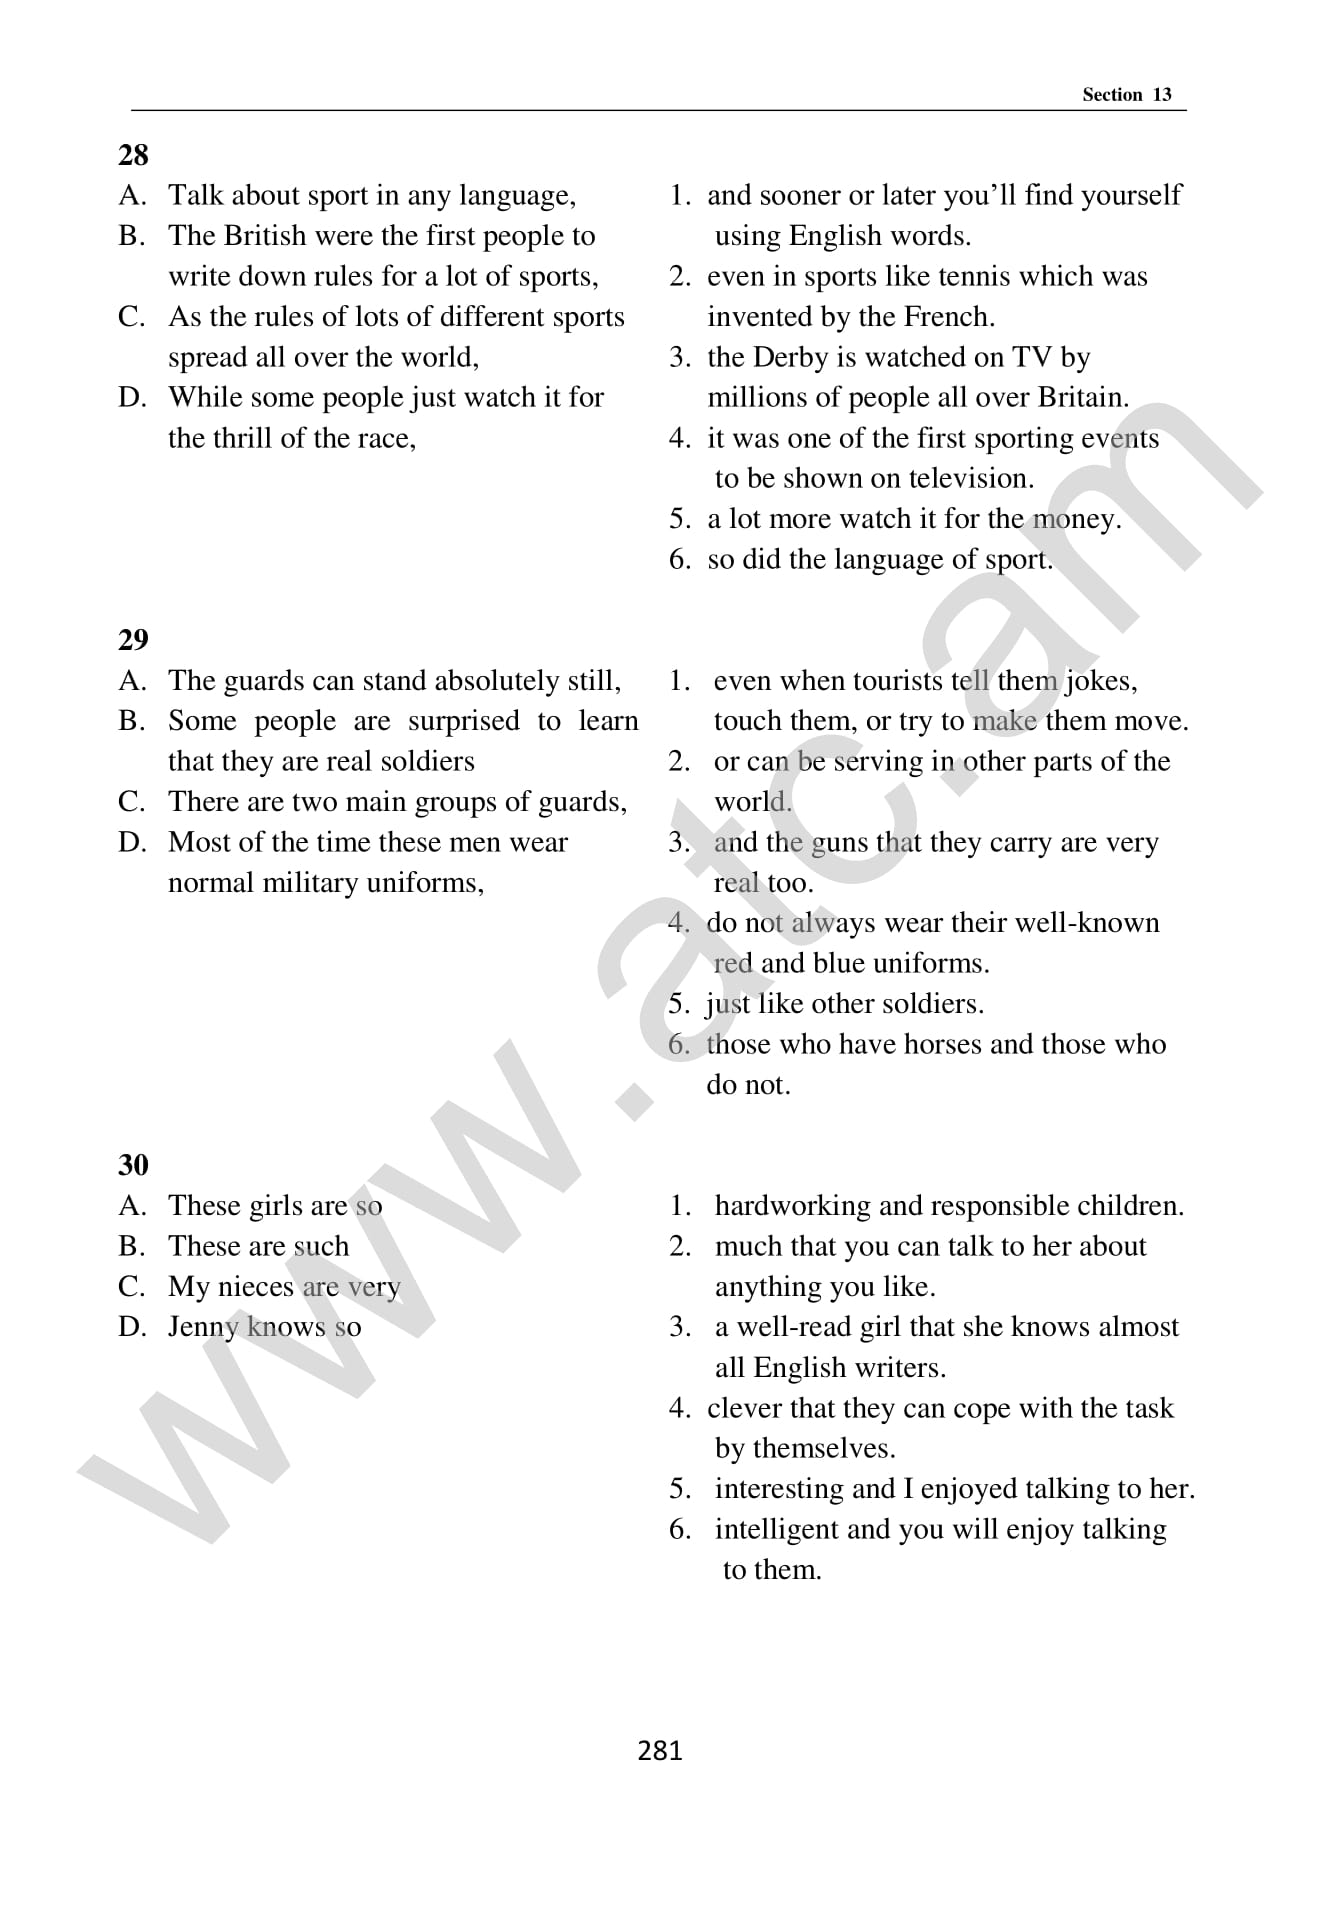 Section 13
28
A. Talk about sport in any language,
B. The British were the first people to
write down rules for a lot of sports,
C. As the rules of lots of different sports
spread all over the world,
D. While some people just watch it for
the thrill of the race,
1. and sooner or later you’ll find yourself
using English words.
2. even in sports like tennis which was
invented by the French.
3. the Derby is watched on TV by
millions of people all over Britain.
4. it was one of the first sporting events
to be shown on television.
5. a lot more watch it for the money.
6. so did the language of sport.
29
A. The guards can stand absolutely still,
B. Some people are surprised to learn
that they are real soldiers
C. There are two main groups of guards,
D. Most of the time these men wear
normal military uniforms,
1. even when tourists tell them jokes,
touch them, or try to make them move.
2. or can be serving in other parts of the
world.
3. and the guns that they carry are very
real too.
4. do not always wear their well-known
red and blue uniforms.
5. just like other soldiers.
6. those who have horses and those who
do not.
30
A. These girls are so
B. These are such
C. My nieces are very
D. Jenny knows so
1. hardworking and responsible children.
2. much that you can talk to her about
anything you like.
3. a well-read girl that she knows almost
all English writers.
4. clever that they can cope with the task
by themselves.
5. interesting and I enjoyed talking to her.
6. intelligent and you will enjoy talking
to them.
281
www.atc.am